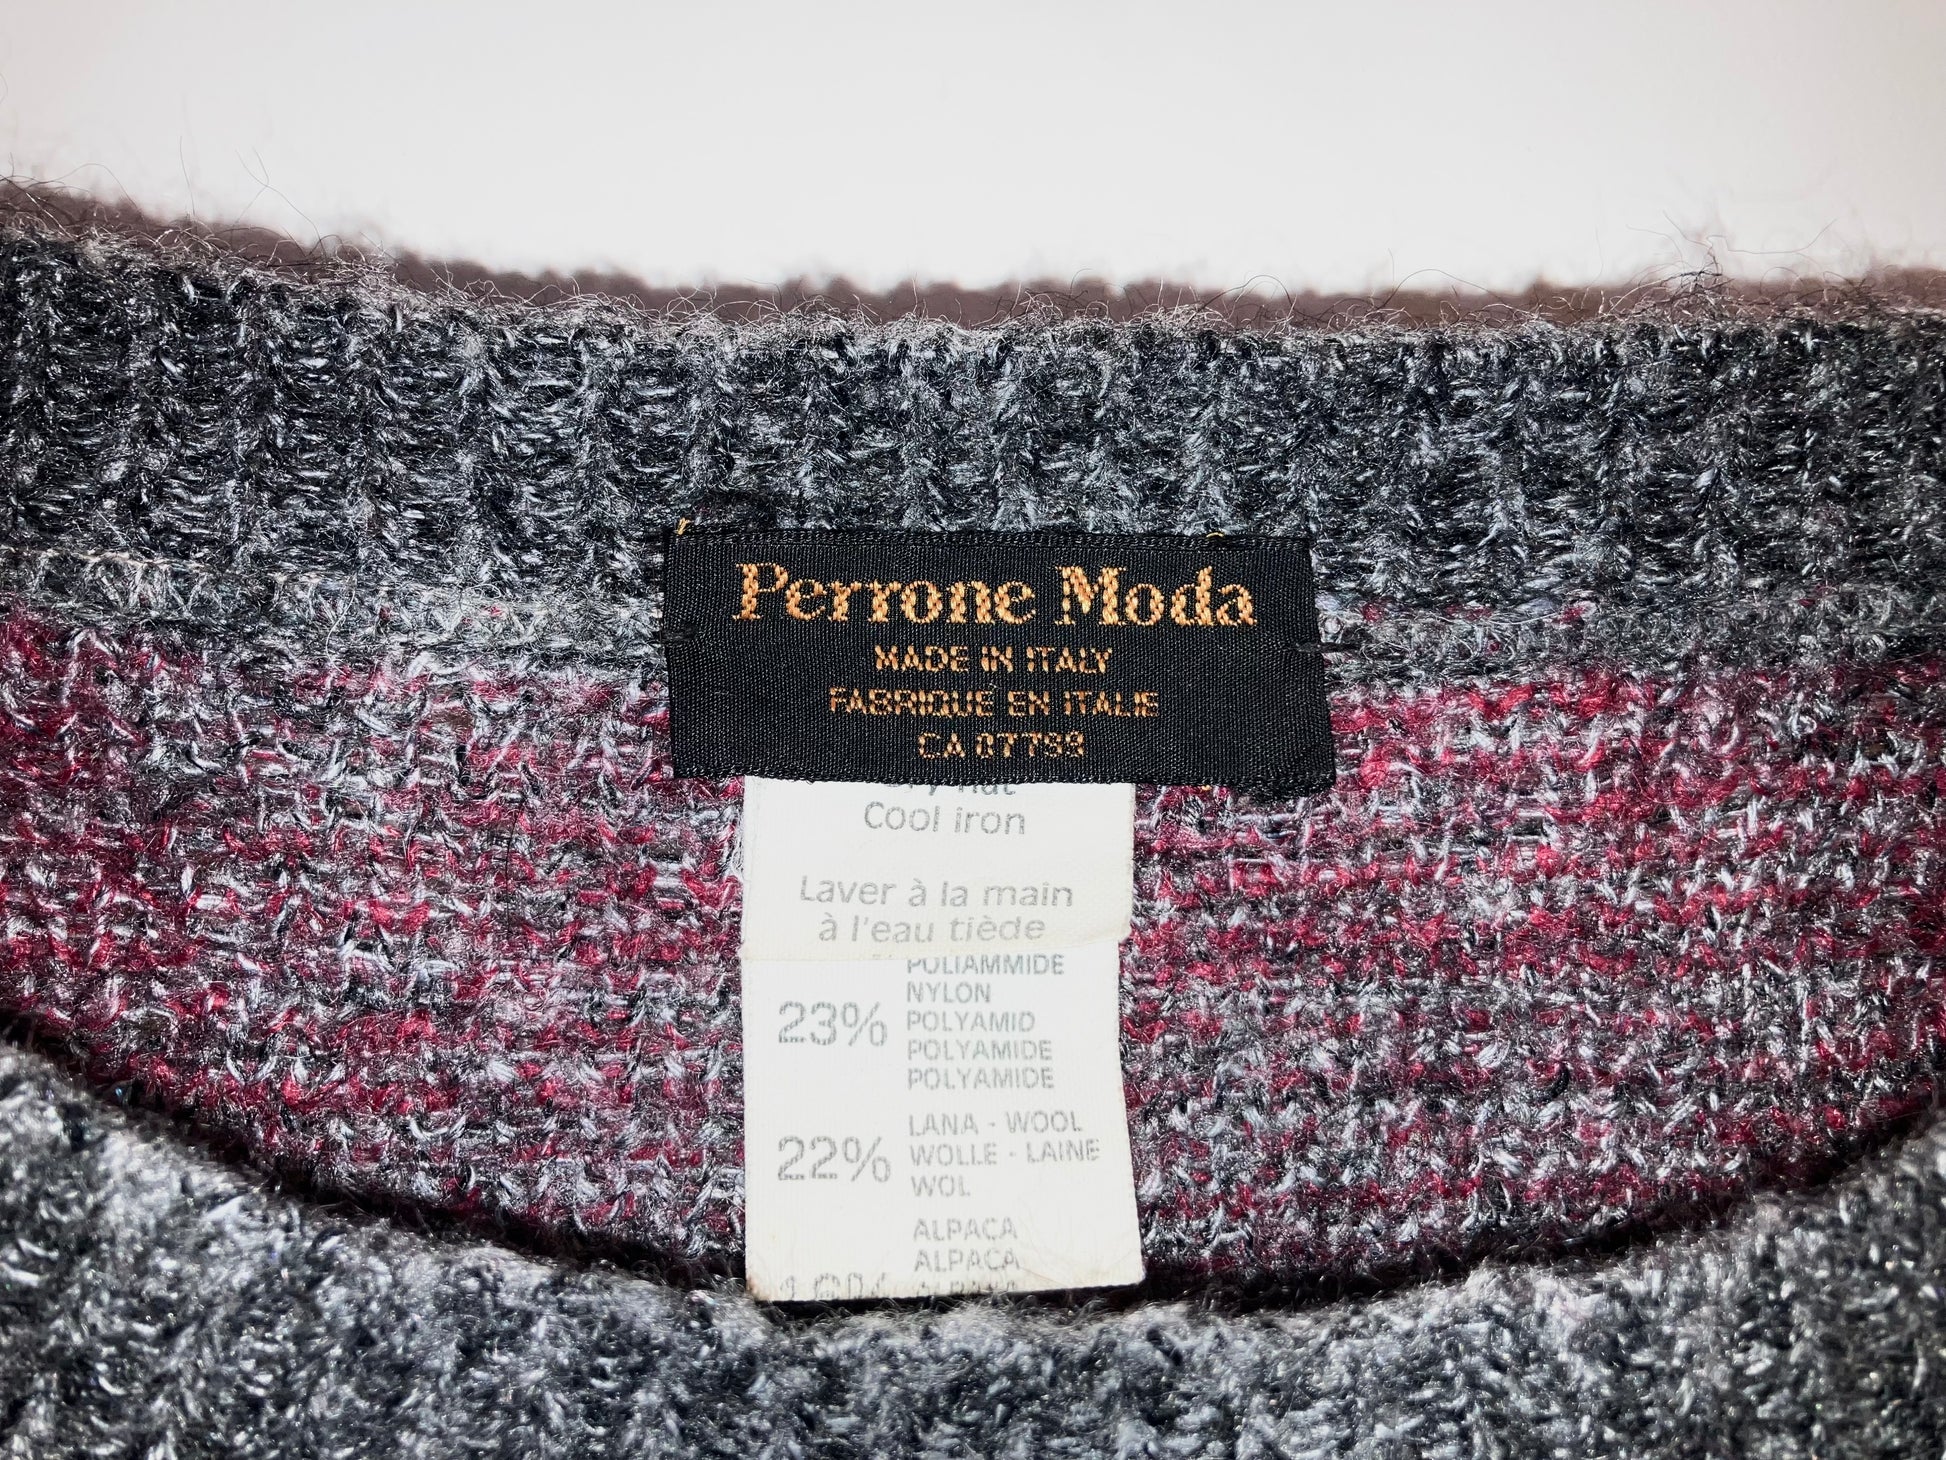 Perrone Moda
MADE IN ITALY
FABRIQUE EN ITALIE
CA 07799
Cool iron
Laver à la main
à l'eau tiède
POLIAMMIDE
NYLON
23% POLYAMID
POLYAMIDE
POLYAMIDE
LANA - WOOL
22% WOLLE - LAINE
WOL
ALPACA
ALPACA